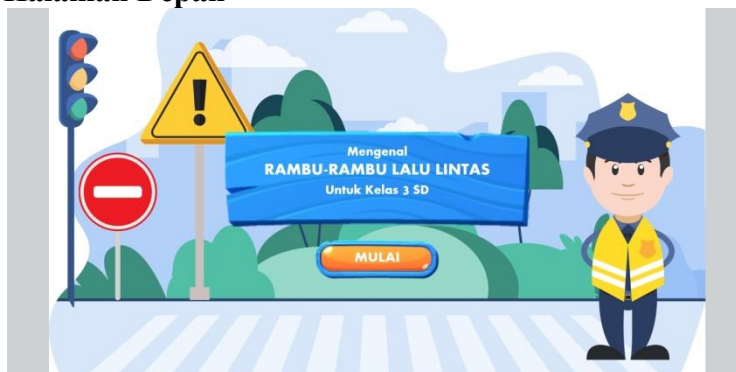 Halaman Depan
!
Mengenal
RAMBU-RAMBU LALU LINTAS
Untuk Kelas 3 SD
MULAI